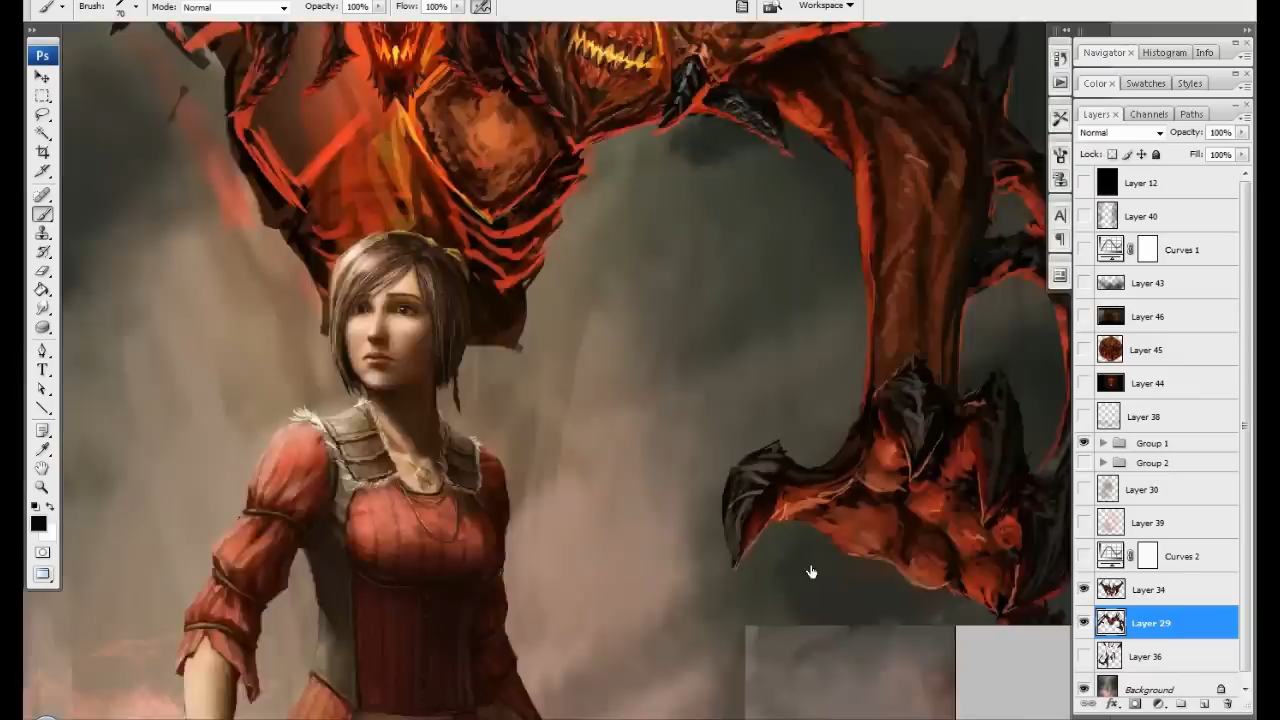 Brush: 70 Mode: Normal Opacity: 100% Flow: 100% Workspace
Ps
Navigator Histogram Info
Color Swatches Styles
Layers Channels Paths
Normal Opacity: 100%
Lock: Fill: 100%
Layer 12
Layer 40
Curves 1
Layer 43
Layer 46
Layer 45
Layer 44
Layer 38
Group 1
Group 2
Layer 30
Layer 39
Curves 2
Layer 34
Layer 29
Layer 36
Background